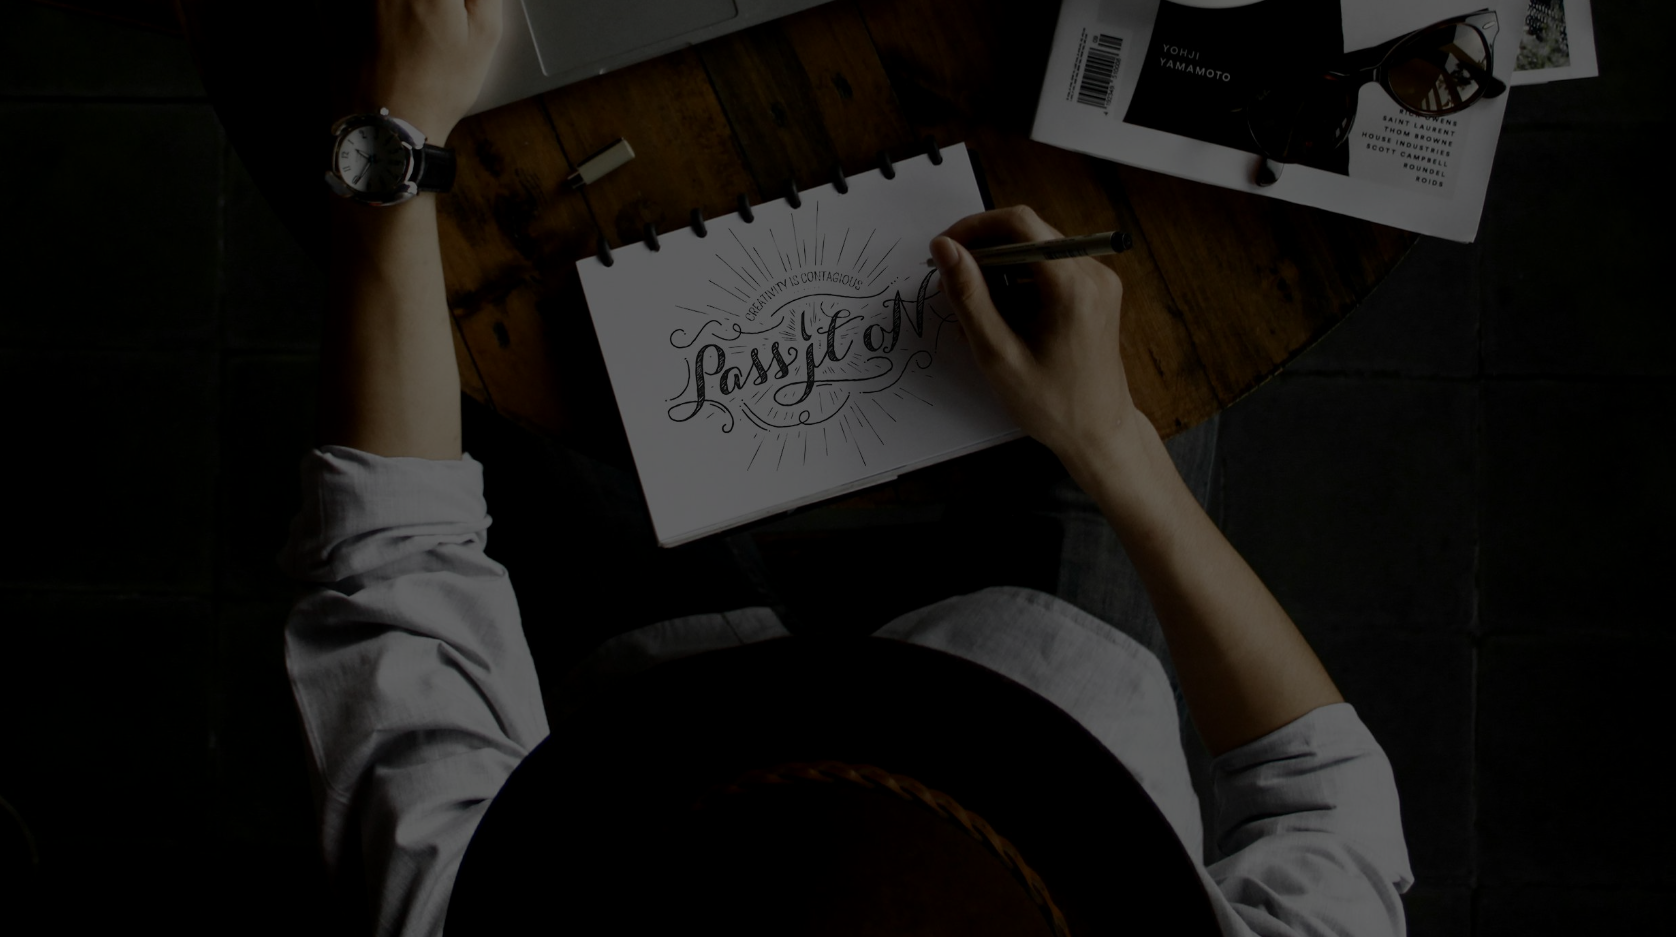 YOHJI
YAMAMOTO
SAINT LAURENT
THOM BROWNE
HOUSE INDUSTRIES
SCOTT CAMPBELL
ROUNDEL
ROIDS
CREATIVITY IS CONTAGIOUS
Pass it oN